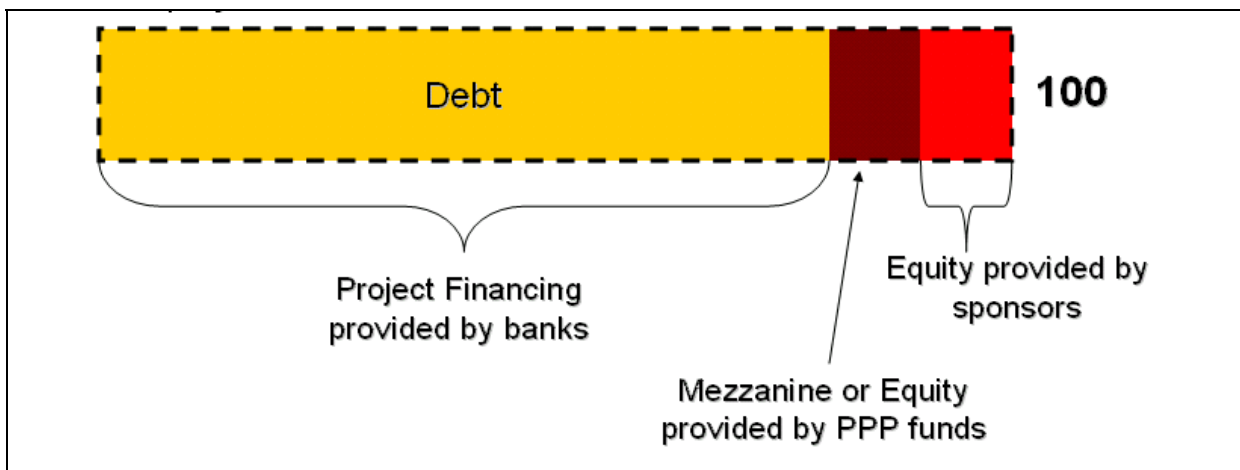 Debt
100
Project Financing
provided by banks
Equity provided by
sponsors
Mezzanine or Equity
provided by PPP funds